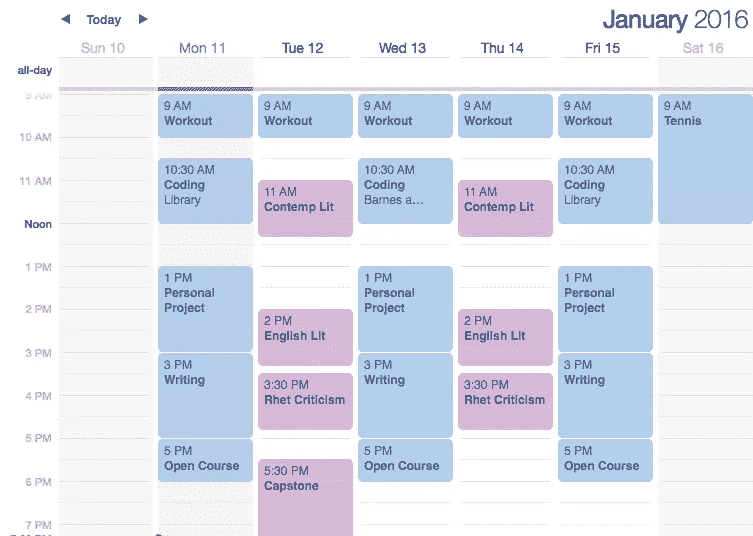 January 2016
Today
Sun 10
Mon 11
Tue 12
Wed 13
Thu 14
Fri 15
Sat 16
all-day
9 AM
10 AM
11 AM
Noon
1 PM
2 PM
3 PM
4 PM
5 PM
6 PM
7 PM
9 AM
Workout
10:30 AM
Coding
Library
1 PM
Personal
Project
3 PM
Writing
5 PM
Open Course
9 AM
Workout
11 AM
Contemp Lit
2 PM
English Lit
3:30 PM
Rhet Criticism
5:30 PM
Capstone
9 AM
Workout
10:30 AM
Coding
Barnes a...
1 PM
Personal
Project
3 PM
Writing
5 PM
Open Course
9 AM
Workout
11 AM
Contemp Lit
2 PM
English Lit
3:30 PM
Rhet Criticism
9 AM
Workout
10:30 AM
Coding
Library
1 PM
Personal
Project
3 PM
Writing
5 PM
Open Course
9 AM
Tennis